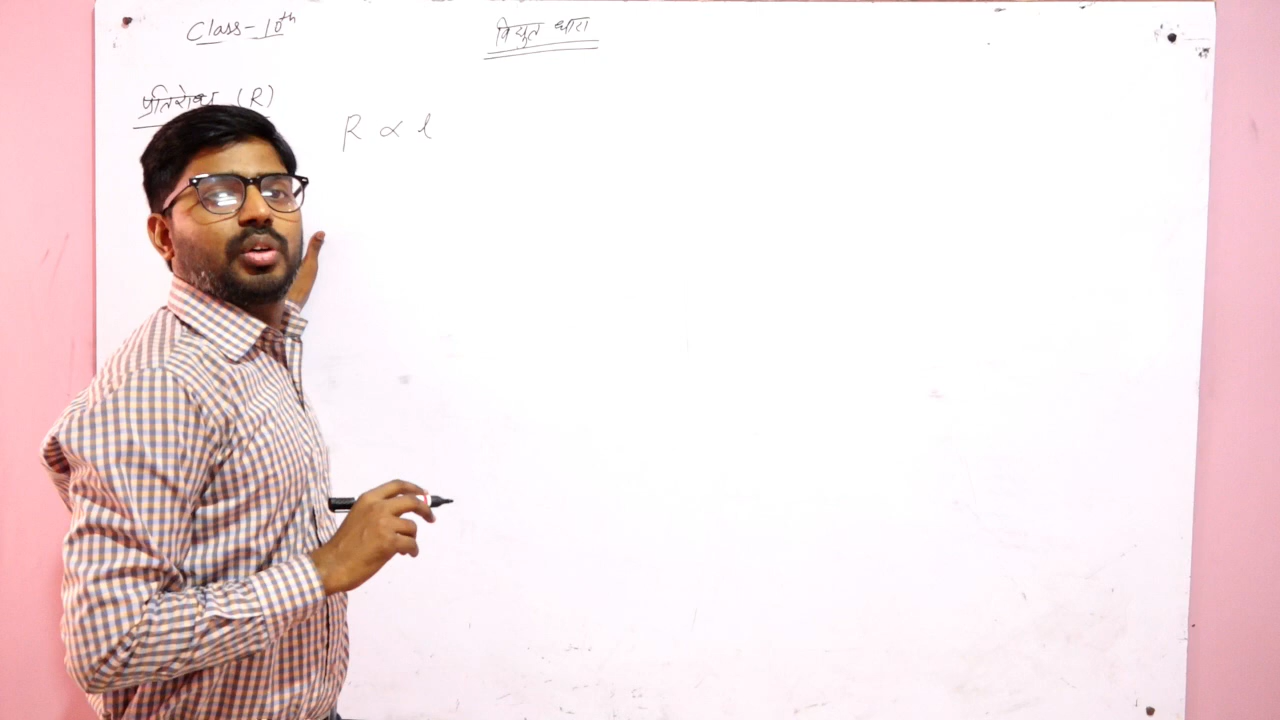 Class-10th
विद्युत धारा
प्रतिरोध (R)
R ∝ l